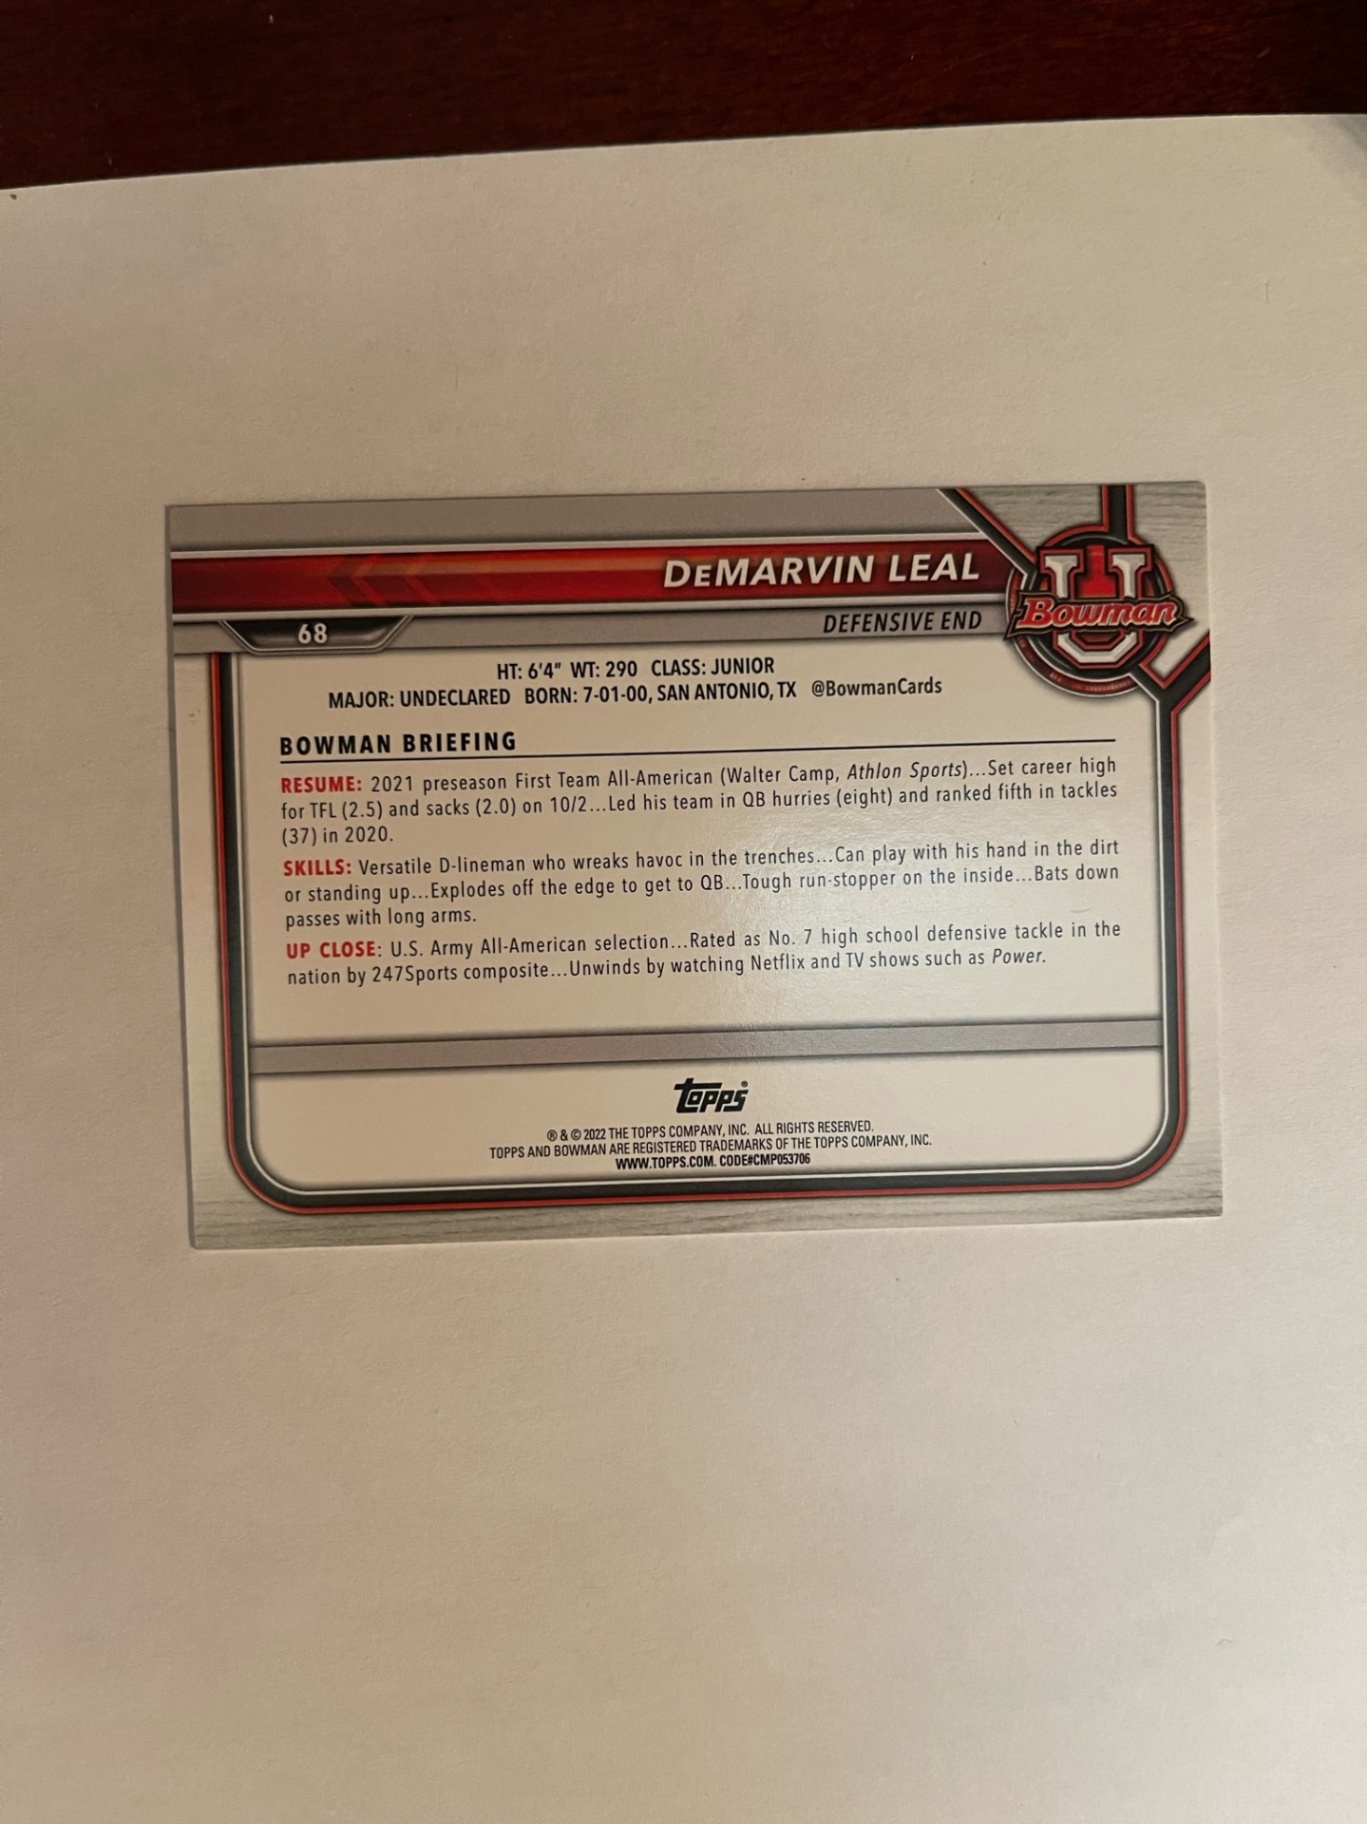 DeMARVIN LEAL
U
Bowman
68
DEFENSIVE END
HT: 6'4" WT: 290 CLASS: JUNIOR
MAJOR: UNDECLARED BORN: 7-01-00, SAN ANTONIO, TX @BowmanCards
BOWMAN BRIEFING
RESUME: 2021 preseason First Team All-American (Walter Camp, Athlon Sports)...Set career high
for TFL (2.5) and sacks (2.0) on 10/2...Led his team in QB hurries (eight) and ranked fifth in tackles
(37) in 2020.
SKILLS: Versatile D-lineman who wreaks havoc in the trenches...Can play with his hand in the dirt
or standing up...Explodes off the edge to get to QB...Tough run-stopper on the inside...Bats down
passes with long arms.
UP CLOSE: U.S. Army All-American selection...Rated as No. 7 high school defensive tackle in the
nation by 247Sports composite...Unwinds by watching Netflix and TV shows such as Power.
topps®
® & © 2022 THE TOPPS COMPANY, INC. ALL RIGHTS RESERVED.
TOPPS AND BOWMAN ARE REGISTERED TRADEMARKS OF THE TOPPS COMPANY, INC.
WWW.TOPPS.COM. CODE#CMP053706